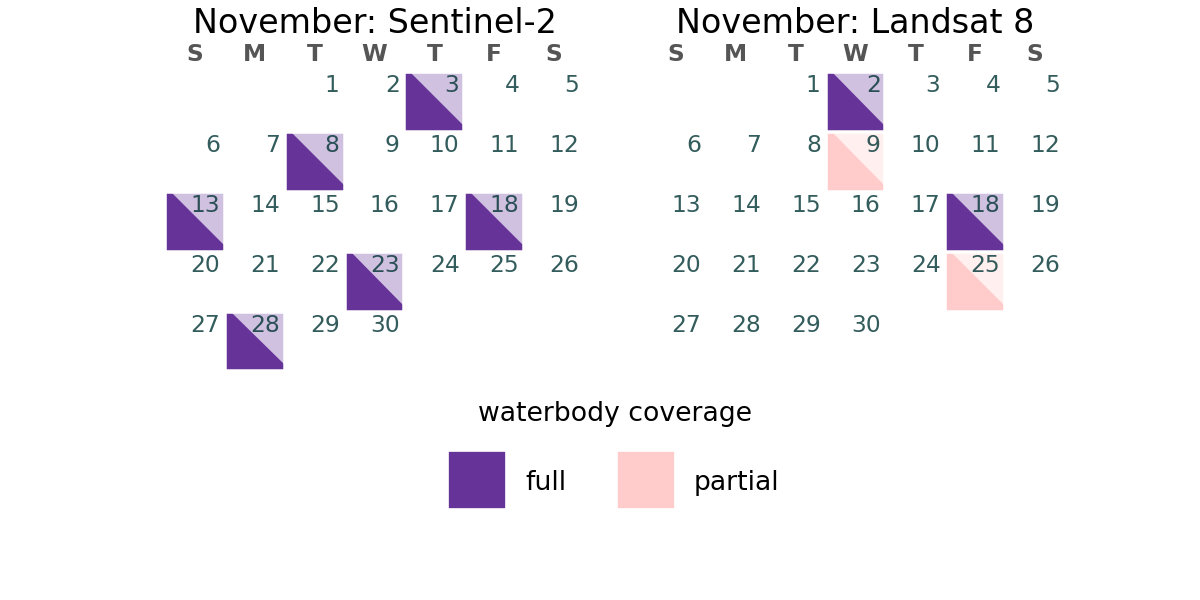 November: Sentinel-2
S M T W T F S
1 2 3 4 5
6 7 8 9 10 11 12
13 14 15 16 17 18 19
20 21 22 23 24 25 26
27 28 29 30
November: Landsat 8
S M T W T F S
1 2 3 4 5
6 7 8 9 10 11 12
13 14 15 16 17 18 19
20 21 22 23 24 25 26
27 28 29 30
waterbody coverage
full partial